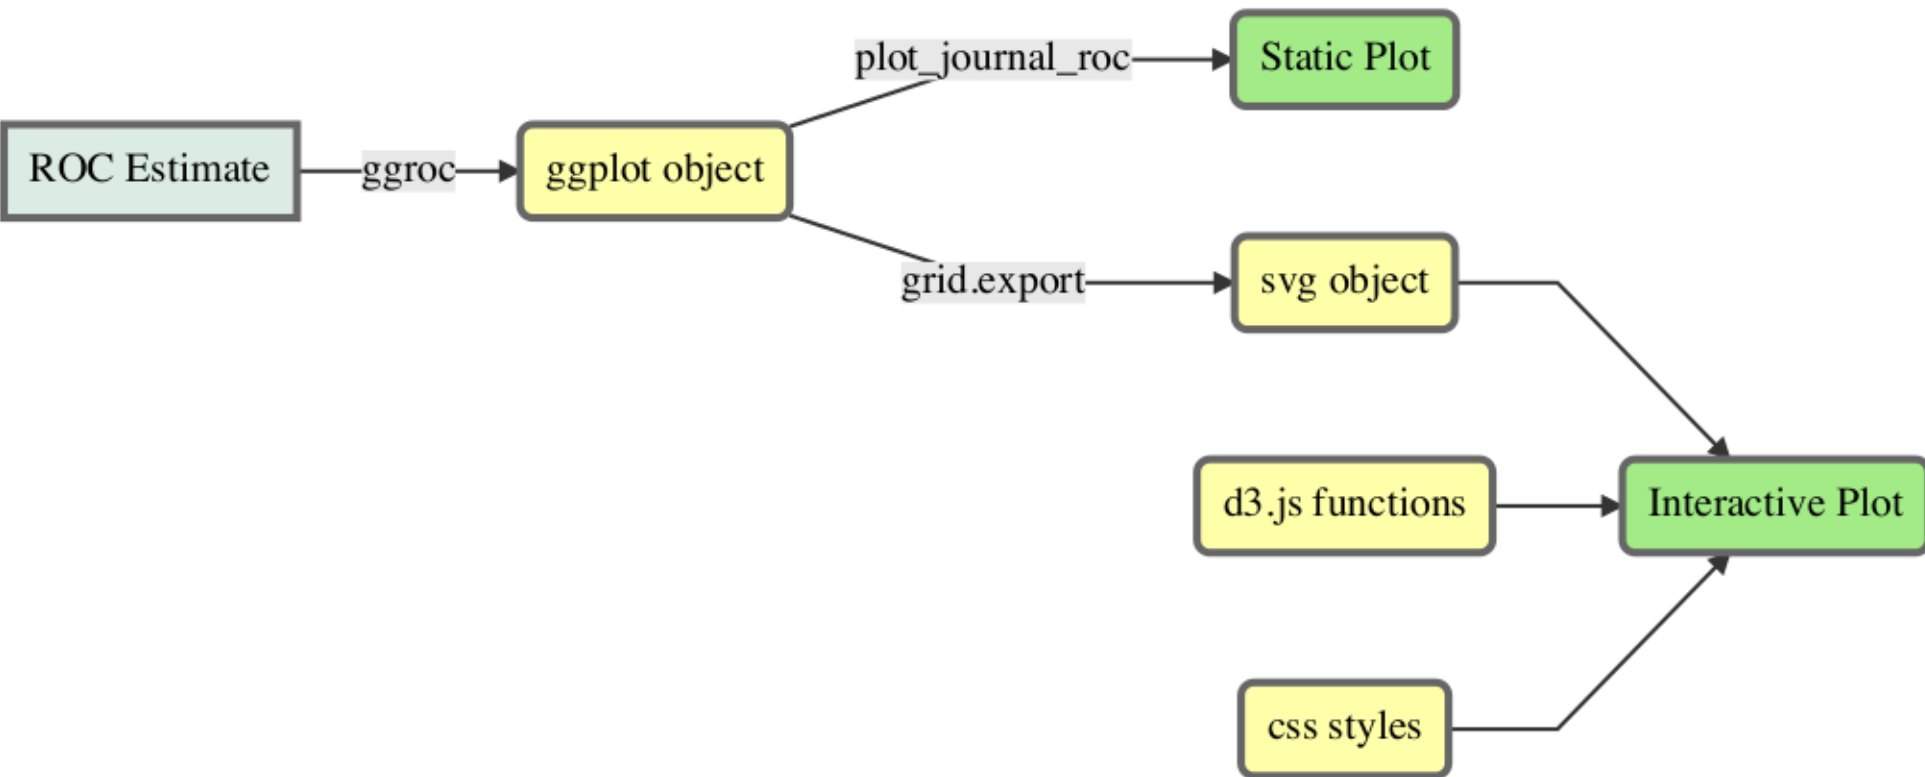 plot_journal_roc
Static Plot
ROC Estimate
ggroc
ggplot object
grid.export
svg object
d3.js functions
Interactive Plot
css styles